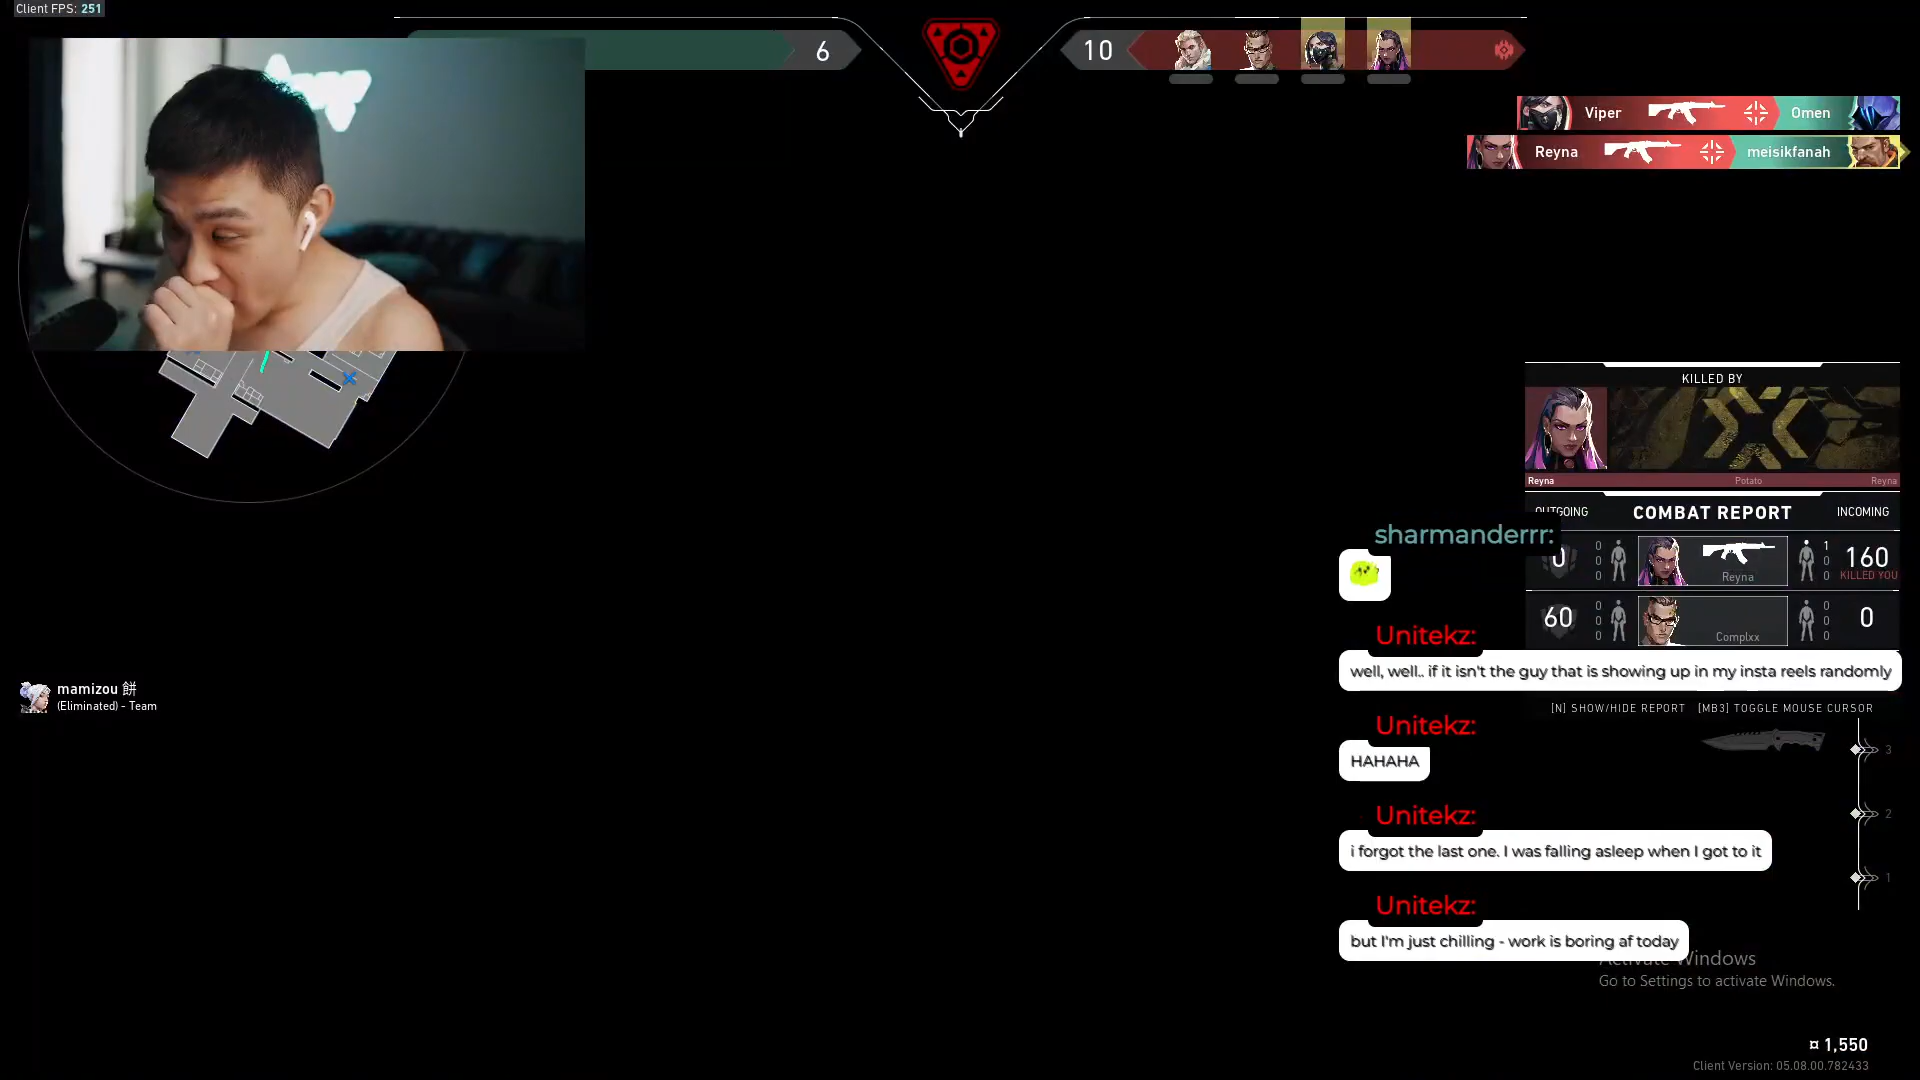 Client FPS: 251
6
10
Viper
Omen
Reyna
meisikfanah
KILLED BY
Reyna
Potato
Reyna
OUTGOING
COMBAT REPORT
INCOMING
0
0
0
0
Reyna
1
0
0
160
KILLED YOU
60
0
0
0
Complxx
0
0
0
0
sharmanderrr:
Unitekz:
well, well.. if it isn't the guy that is showing up in my insta reels randomly
[N] SHOW/HIDE REPORT [MB3] TOGGLE MOUSE CURSOR
mamizou 餅
(Eliminated) - Team
Unitekz:
HAHAHA
3
Unitekz:
i forgot the last one. I was falling asleep when I got to it
2
1
Unitekz:
but I'm just chilling - work is boring af today
Activate Windows
Go to Settings to activate Windows.
¤ 1,550
Client Version: 05.08.00.782433